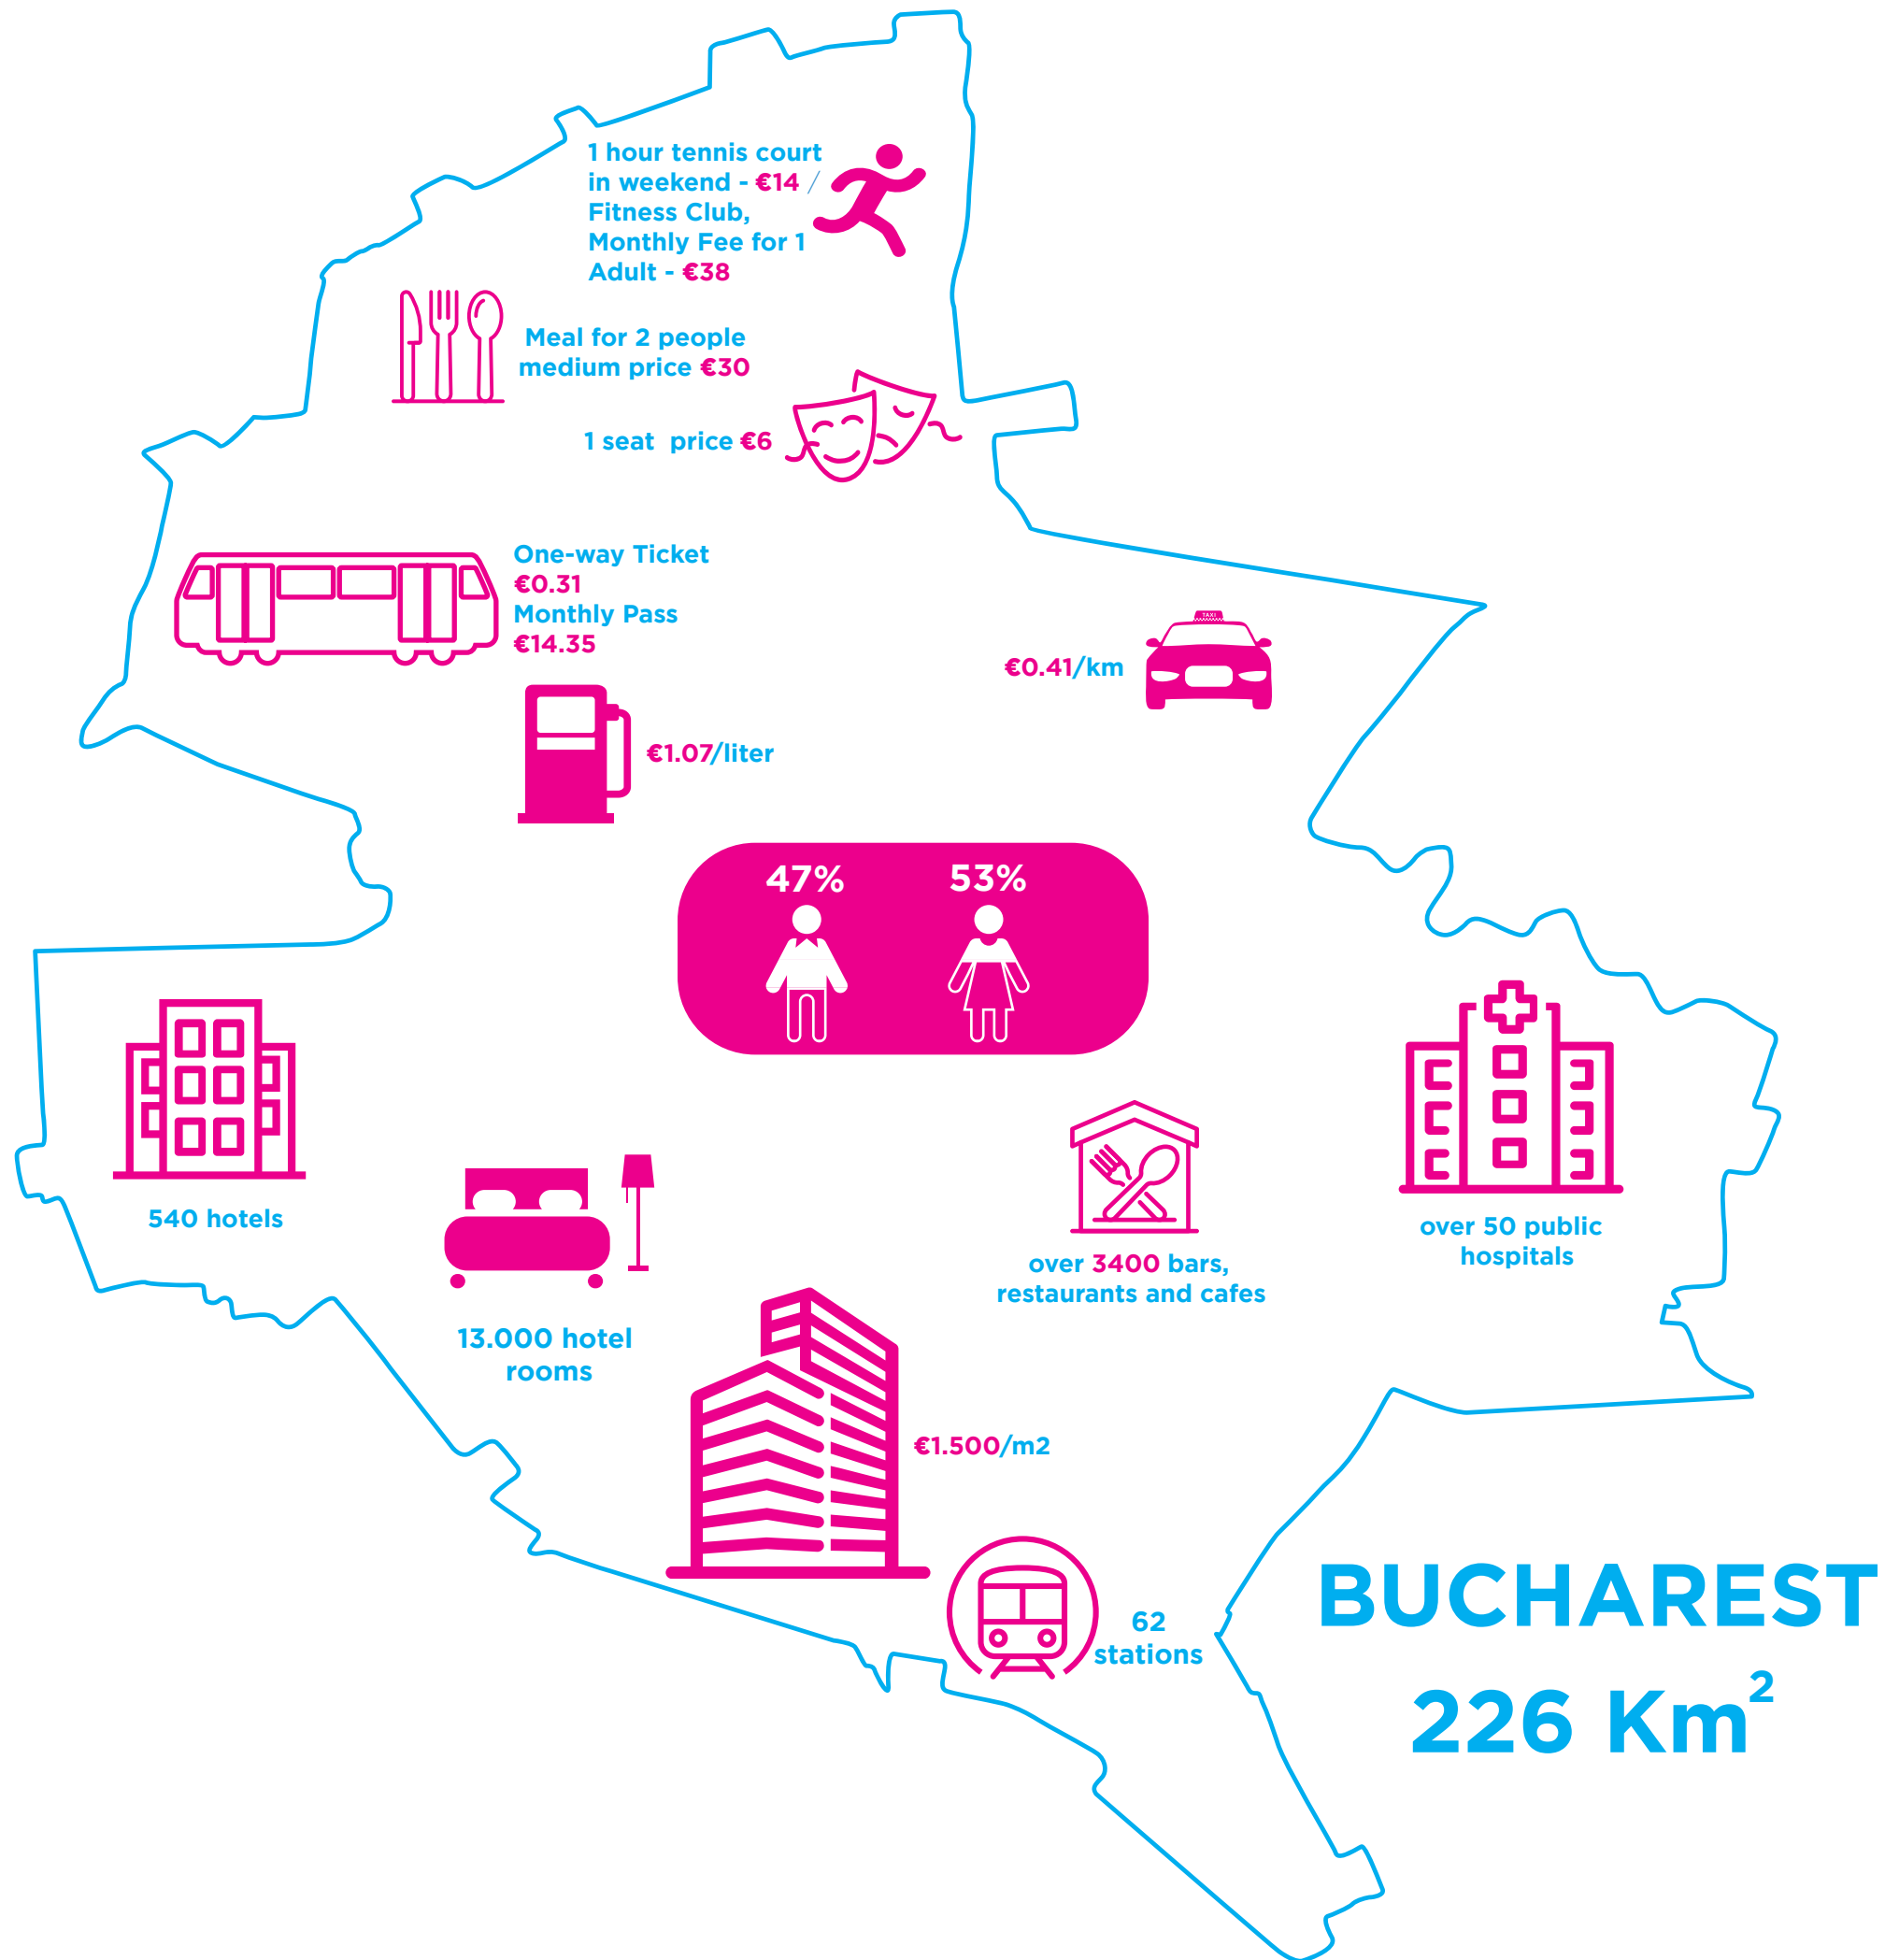 1 hour tennis court
in weekend - €14 /
Fitness Club,
Monthly Fee for 1
Adult - €38
Meal for 2 people
medium price €30
1 seat price €6
One-way Ticket
€0.31
Monthly Pass
€14.35
TAXI
€0.41/km
€1.07/liter
47%
53%
540 hotels
over 50 public
hospitals
over 3400 bars,
restaurants and cafes
13.000 hotel
rooms
€1.500/m2
62
stations
BUCHAREST
226 Km²